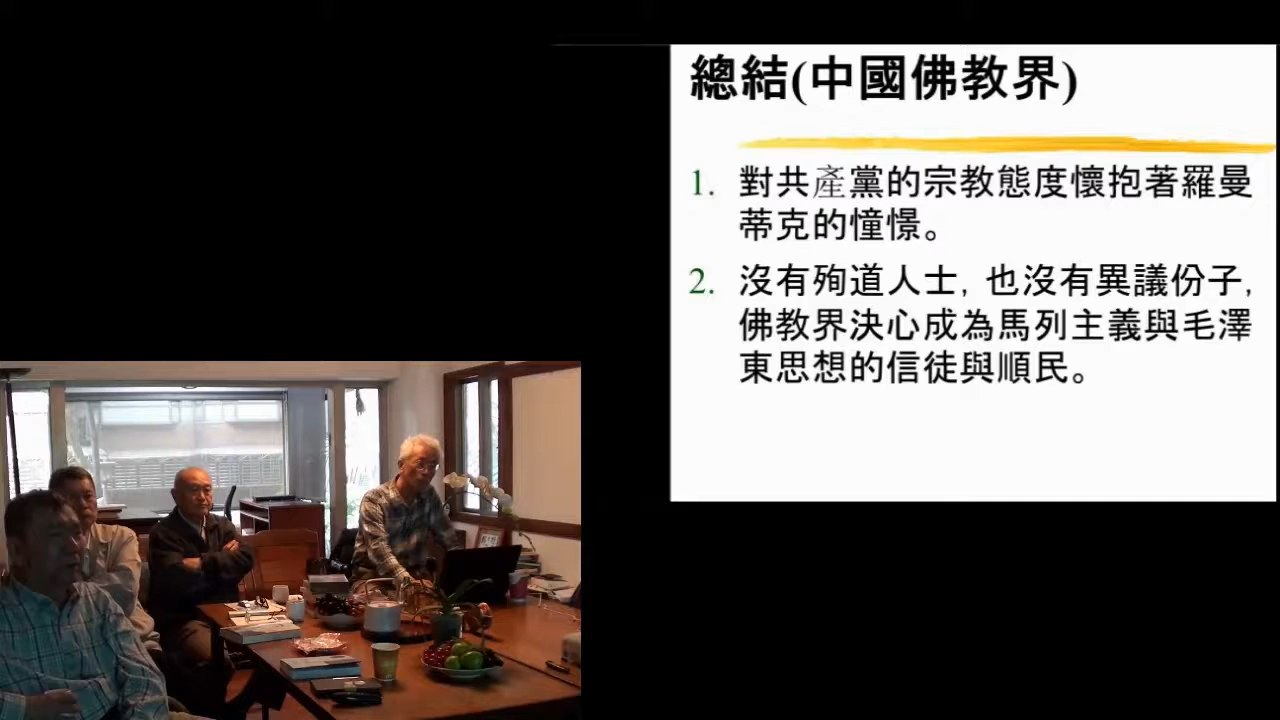 總結(中國佛教界)
1. 對共產黨的宗教態度懷抱著羅曼
蒂克的憧憬。
2. 沒有殉道人士, 也沒有異議份子,
佛教界決心成為馬列主義與毛澤
東思想的信徒與順民。